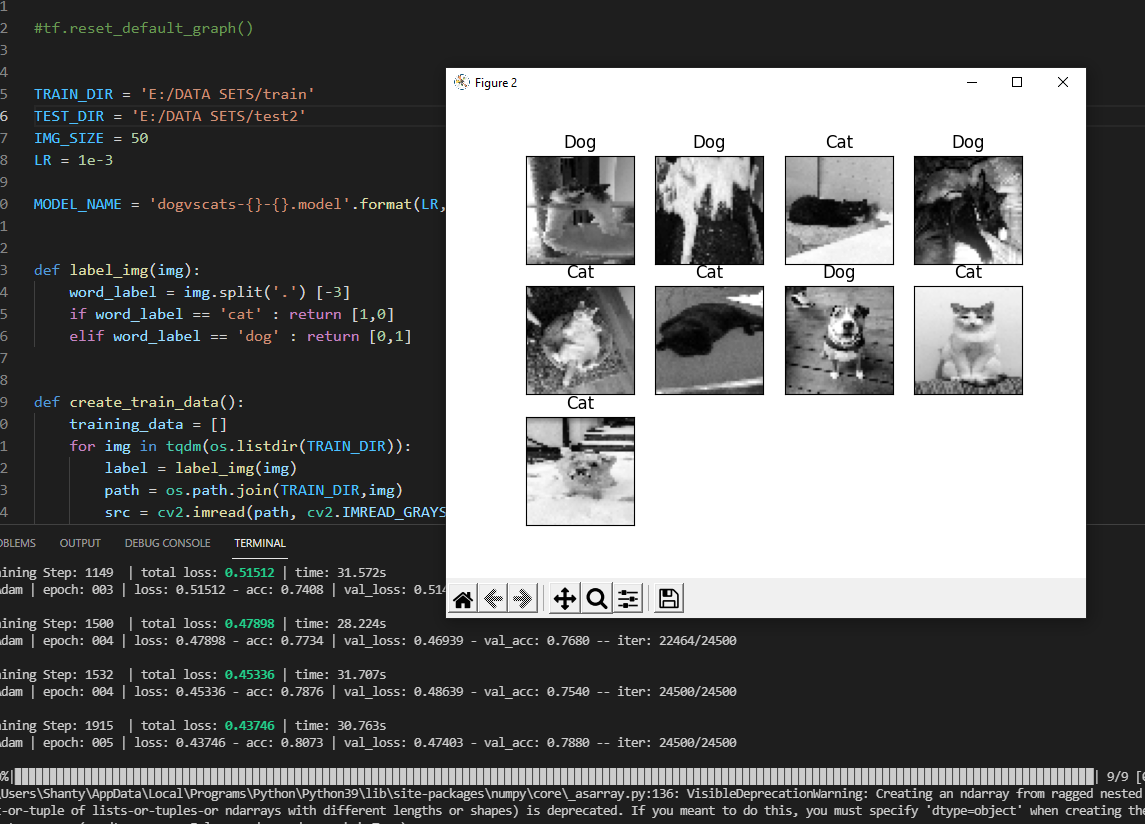 1
2 #tf.reset_default_graph()
3
4
5 TRAIN_DIR = 'E:/DATA SETS/train'
6 TEST_DIR = 'E:/DATA SETS/test2'
7 IMG_SIZE = 50
8 LR = 1e-3
9
0 MODEL_NAME = 'dogvscats-{}-{}.model'.format(LR,
1
2
3 def label_img(img):
4 word_label = img.split('.') [-3]
5 if word_label == 'cat' : return [1,0]
6 elif word_label == 'dog' : return [0,1]
7
8
9 def create_train_data():
0 training_data = []
1 for img in tqdm(os.listdir(TRAIN_DIR)):
2 label = label_img(img)
3 path = os.path.join(TRAIN_DIR,img)
4 src = cv2.imread(path, cv2.IMREAD_GRAYS
Figure 2
Dog Dog Cat Dog
Cat Cat Dog Cat
Cat
OBLEMS OUTPUT DEBUG CONSOLE TERMINAL
ining Step: 1149 | total loss: 0.51512 | time: 31.572s
dam | epoch: 003 | loss: 0.51512 - acc: 0.7408 | val_loss: 0.514
ining Step: 1500 | total loss: 0.47898 | time: 28.224s
dam | epoch: 004 | loss: 0.47898 - acc: 0.7734 | val_loss: 0.46939 - val_acc: 0.7680 -- iter: 22464/24500
ining Step: 1532 | total loss: 0.45336 | time: 31.707s
dam | epoch: 004 | loss: 0.45336 - acc: 0.7876 | val_loss: 0.48639 - val_acc: 0.7540 -- iter: 24500/24500
ining Step: 1915 | total loss: 0.43746 | time: 30.763s
dam | epoch: 005 | loss: 0.43746 - acc: 0.8073 | val_loss: 0.47403 - val_acc: 0.7880 -- iter: 24500/24500
0%| | 9/9 [0
\Users\Shanty\AppData\Local\Programs\Python\Python39\lib\site-packages\numpy\core\_asarray.py:136: VisibleDeprecationWarning: Creating an ndarray from ragged nested
t-or-tuple of lists-or-tuples-or ndarrays with different lengths or shapes) is deprecated. If you meant to do this, you must specify 'dtype=object' when creating the